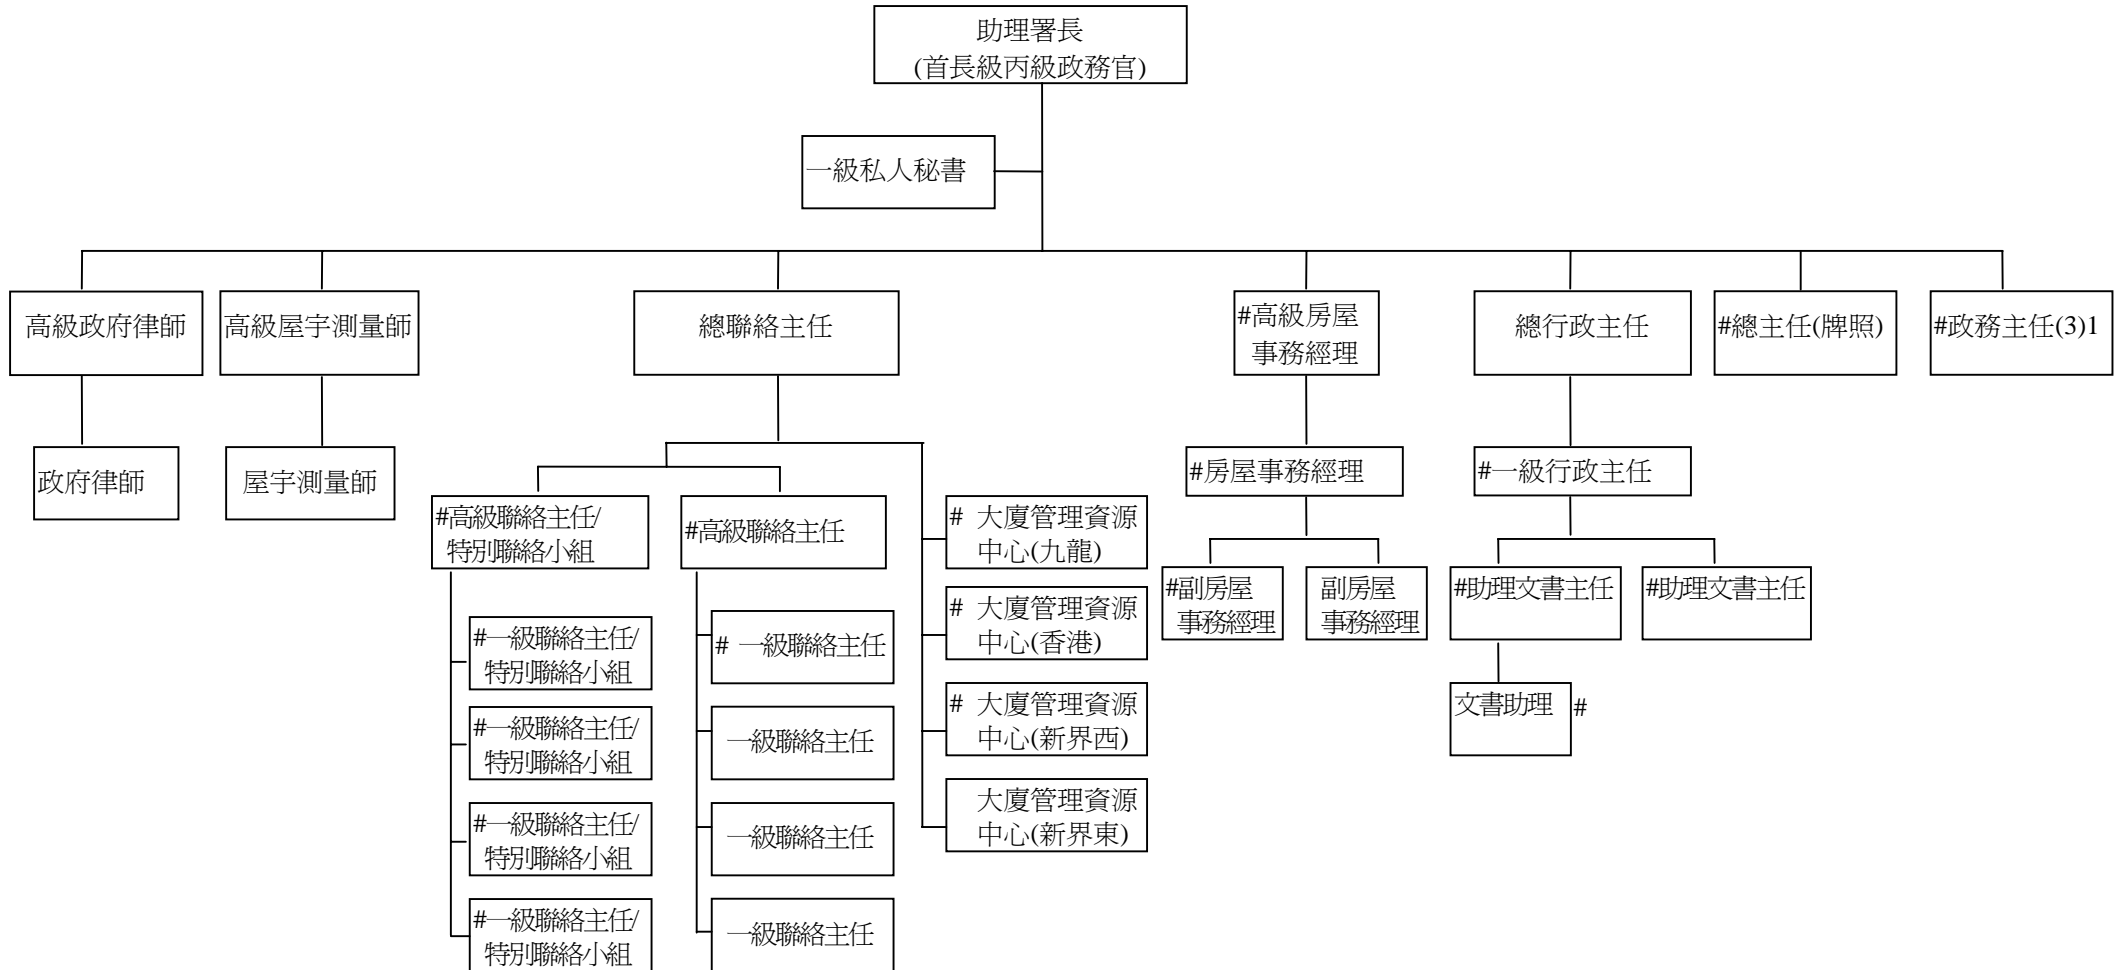 助理署長
(首長級丙級政務官)
一級私人秘書
高級政府律師
高級屋宇測量師
總聯絡主任
#高級房屋
事務經理
總行政主任
#總主任(牌照)
#政務主任(3)1
政府律師
屋宇測量師
#房屋事務經理
#一級行政主任
#高級聯絡主任/
特別聯絡小組
#高級聯絡主任
# 大廈管理資源
中心(九龍)
#副房屋
事務經理
副房屋
事務經理
#助理文書主任
#助理文書主任
#一級聯絡主任/
特別聯絡小組
# 一級聯絡主任
# 大廈管理資源
中心(香港)
文書助理 #
#一級聯絡主任/
特別聯絡小組
一級聯絡主任
# 大廈管理資源
中心(新界西)
#一級聯絡主任/
特別聯絡小組
一級聯絡主任
大廈管理資源
中心(新界東)
#一級聯絡主任/
特別聯絡小組
一級聯絡主任